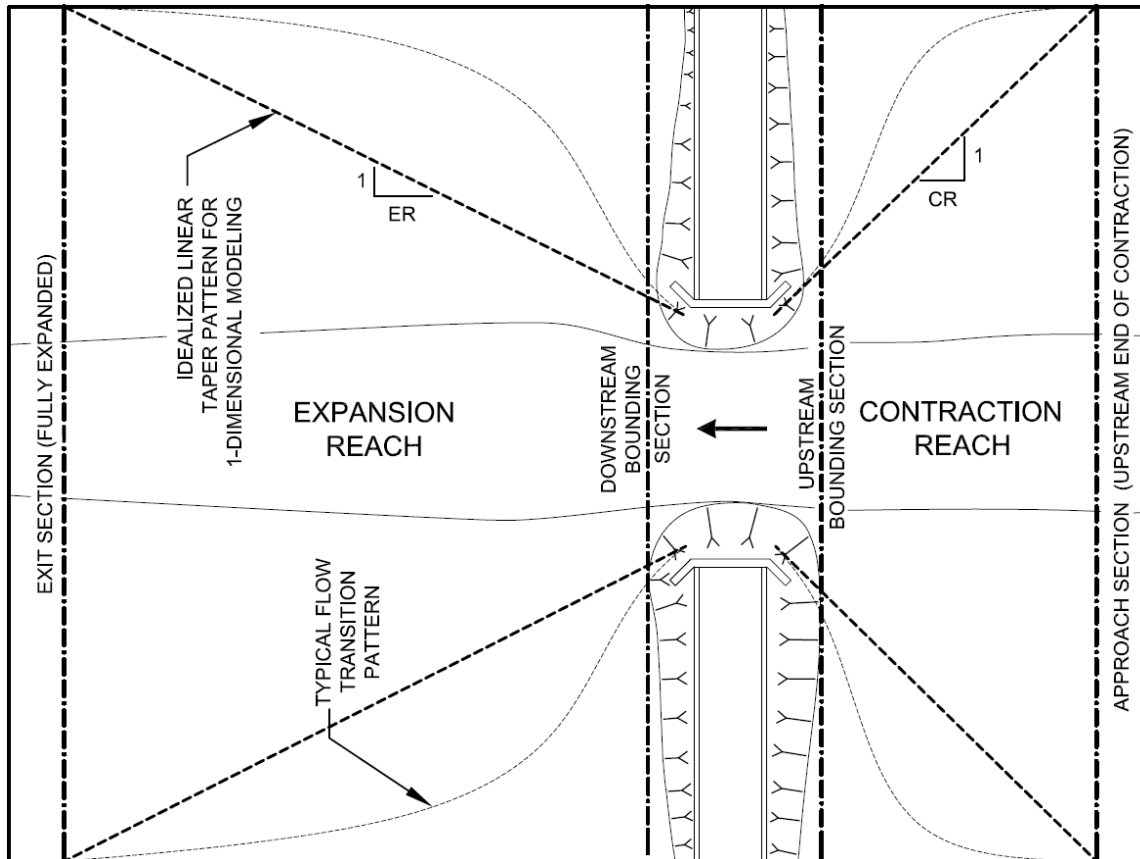 EXIT SECTION (FULLY EXPANDED)
IDEALIZED LINEAR
TAPER PATTERN FOR
1-DIMENSIONAL MODELING
1
ER
EXPANSION
REACH
TYPICAL FLOW
TRANSITION
PATTERN
DOWNSTREAM
BOUNDING
SECTION
UPSTREAM
BOUNDING SECTION
1
CR
CONTRACTION
REACH
APPROACH SECTION (UPSTREAM END OF CONTRACTION)